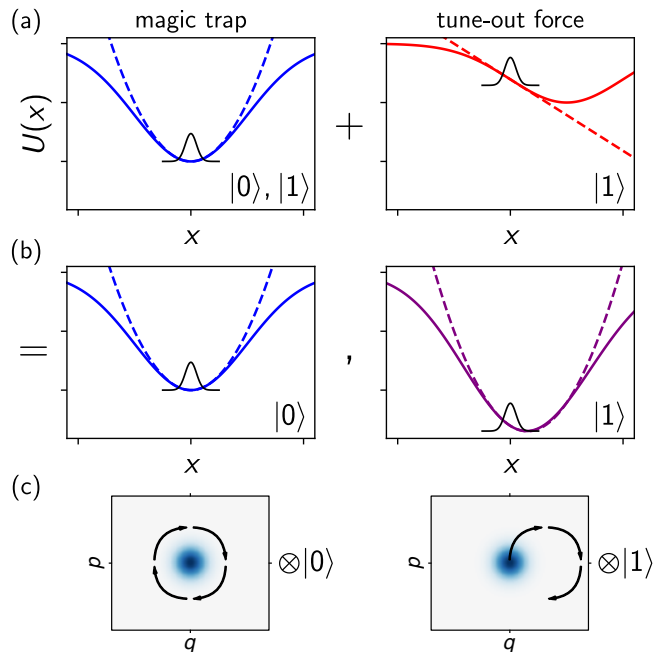 (a) magic trap tune-out force
U(x) +
|0⟩, |1⟩ |1⟩
x x
(b)
= ,
|0⟩ |1⟩
x x
(c)
p ⊗|0⟩ p ⊗|1⟩
q q